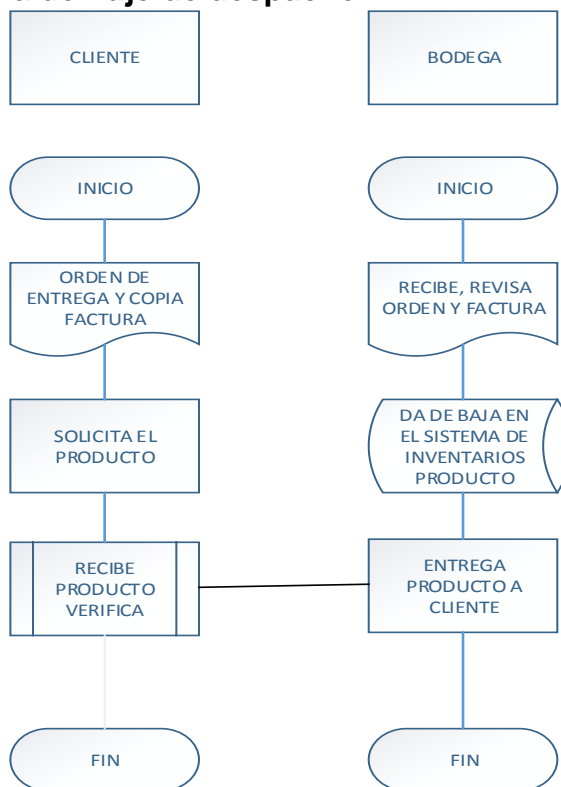 CLIENTE
BODEGA
INICIO
INICIO
ORDEN DE
ENTREGA Y COPIA
FACTURA
RECIBE, REVISA
ORDEN Y FACTURA
SOLICITA EL
PRODUCTO
DA DE BAJA EN
EL SISTEMA DE
INVENTARIOS
PRODUCTO
RECIBE
PRODUCTO
VERIFICA
ENTREGA
PRODUCTO A
CLIENTE
FIN
FIN